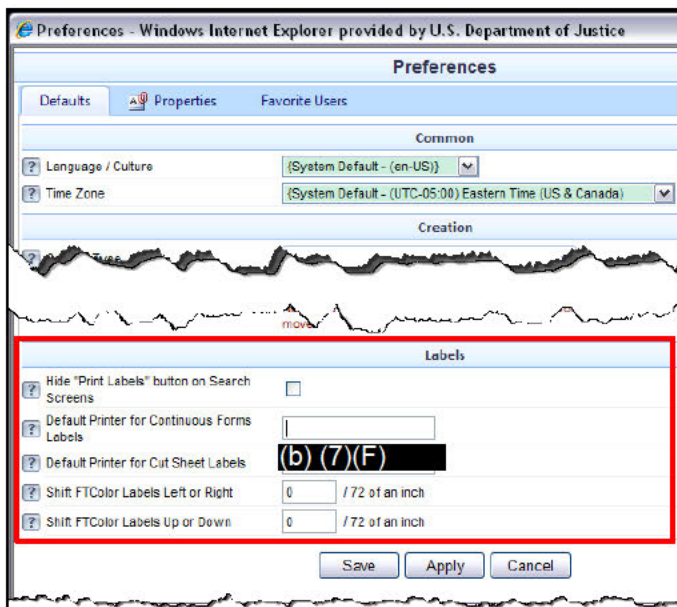 Preferences - Windows Internet Explorer provided by U.S. Department of Justice
Preferences
Defaults Properties Favorite Users
Common
? Language / Culture {System Default - (en-US)}
? Time Zone {System Default - (UTC-05:00) Eastern Time (US & Canada)
Creation
?
move
Labels
? Hide "Print Labels" button on Search
Screens
? Default Printer for Continuous Forms
Labels
? Default Printer for Cut Sheet Labels (b) (7)(F)
? Shift FTColor Labels Left or Right 0 / 72 of an inch
? Shift FTColor Labels Up or Down 0 / 72 of an inch
Save Apply Cancel